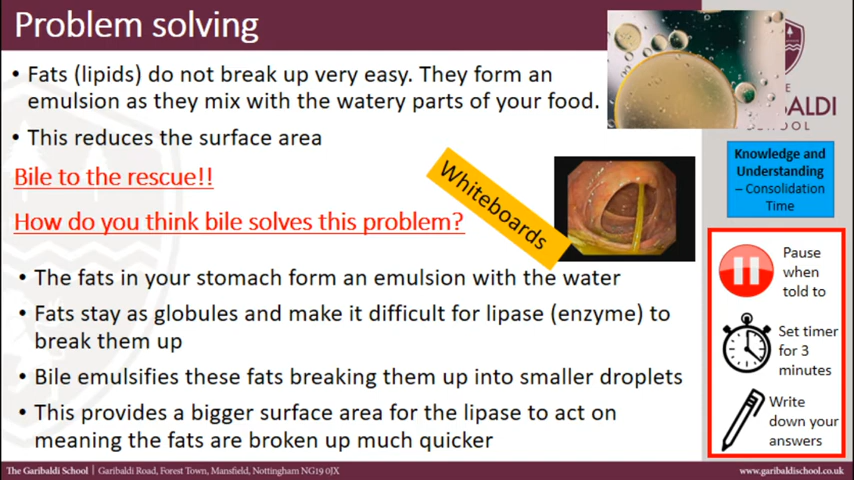 Problem solving
• Fats (lipids) do not break up very easy. They form an
emulsion as they mix with the watery parts of your food.
• This reduces the surface area
Bile to the rescue!!
How do you think bile solves this problem?
Whiteboards
• The fats in your stomach form an emulsion with the water
• Fats stay as globules and make it difficult for lipase (enzyme) to
break them up
• Bile emulsifies these fats breaking them up into smaller droplets
• This provides a bigger surface area for the lipase to act on
meaning the fats are broken up much quicker
SCHOOL
Knowledge and
Understanding
– Consolidation
Time
Pause
when
told to
Set timer
for 3
minutes
Write
down your
answers
The Garibaldi School | Garibaldi Road, Forest Town, Mansfield, Nottingham NG19 0JX
www.garibaldischool.co.uk